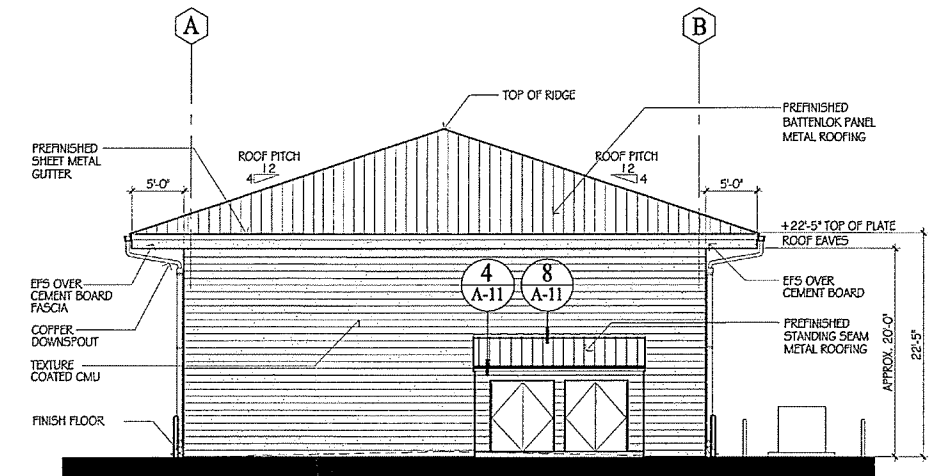 A
B
TOP OF RIDGE
PREFINISHED
BATTENLOK PANEL
METAL ROOFING
PREFINISHED
SHEET METAL
GUTTER
ROOF PITCH
12
4
ROOF PITCH
12
4
5'-0"
5'-0"
+22'-5" TOP OF PLATE
ROOF EAVES
EFS OVER
CEMENT BOARD
FASCIA
4
A-11
8
A-11
EFS OVER
CEMENT BOARD
COPPER
DOWNSPOUT
PREFINISHED
STANDING SEAM
METAL ROOFING
TEXTURE
COATED CMU
APPROX. 20'-0"
22'-5"
FINISH FLOOR